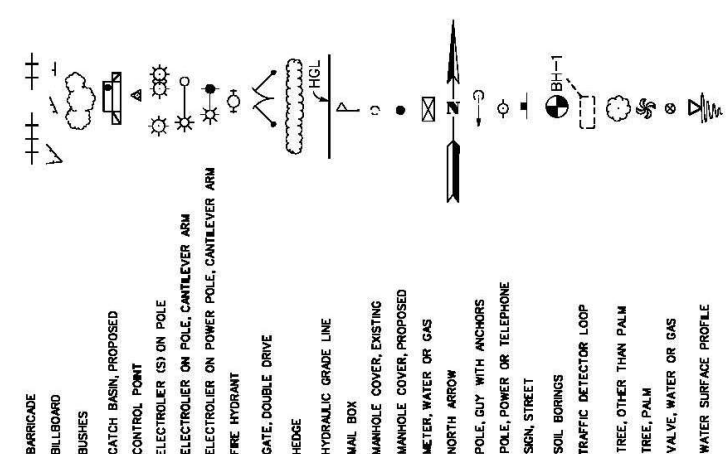 BARRICADE
BILLBOARD
BUSHES
CATCH BASIN, PROPOSED
CONTROL POINT
ELECTROLIER (S) ON POLE
ELECTROLIER ON POLE, CANTILEVER ARM
ELECTROLIER ON POWER POLE, CANTILEVER ARM
FIRE HYDRANT
GATE, DOUBLE DRIVE
HEDGE
HYDRAULIC GRADE LINE
HGL
MAIL BOX
MANHOLE COVER, EXISTING
MANHOLE COVER, PROPOSED
METER, WATER OR GAS
NORTH ARROW
N
POLE, GUY WITH ANCHORS
POLE, POWER OR TELEPHONE
SIGN, STREET
SOIL BORINGS
BH-1
TRAFFIC DETECTOR LOOP
TREE, OTHER THAN PALM
TREE, PALM
VALVE, WATER OR GAS
WATER SURFACE PROFILE